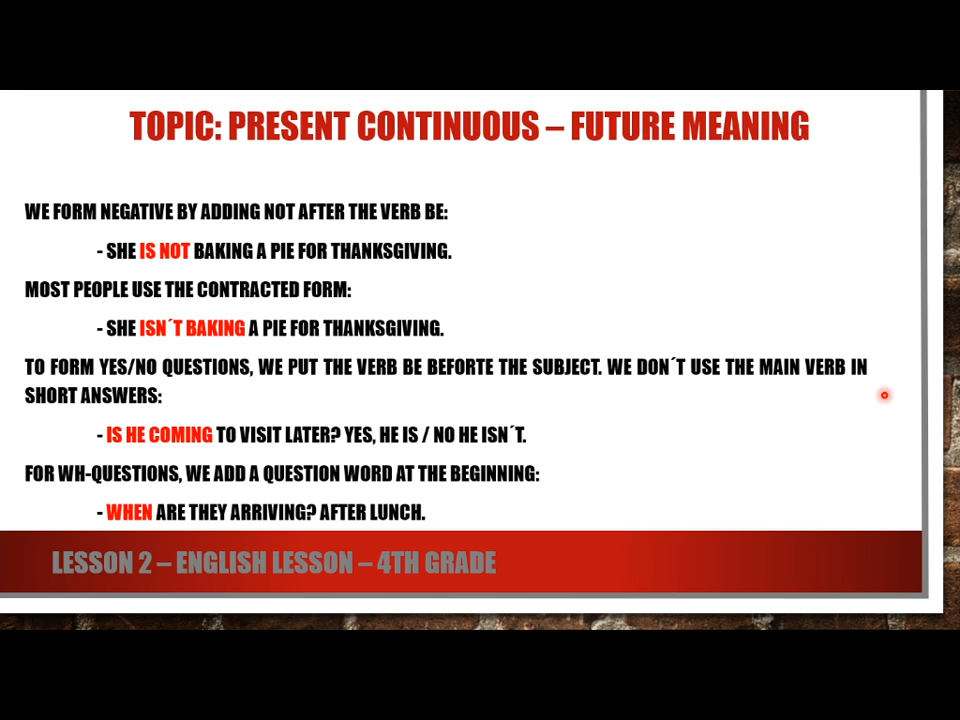 TOPIC: PRESENT CONTINUOUS – FUTURE MEANING
WE FORM NEGATIVE BY ADDING NOT AFTER THE VERB BE:
- SHE IS NOT BAKING A PIE FOR THANKSGIVING.
MOST PEOPLE USE THE CONTRACTED FORM:
- SHE ISN´T BAKING A PIE FOR THANKSGIVING.
TO FORM YES/NO QUESTIONS, WE PUT THE VERB BE BEFORTE THE SUBJECT. WE DON´T USE THE MAIN VERB IN
SHORT ANSWERS:
- IS HE COMING TO VISIT LATER? YES, HE IS / NO HE ISN´T.
FOR WH-QUESTIONS, WE ADD A QUESTION WORD AT THE BEGINNING:
- WHEN ARE THEY ARRIVING? AFTER LUNCH.
LESSON 2 – ENGLISH LESSON – 4TH GRADE